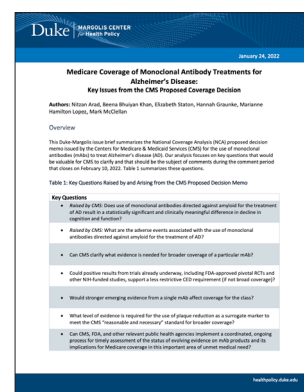 Duke MARGOLIS CENTER
for Health Policy
January 24, 2022
Medicare Coverage of Monoclonal Antibody Treatments for
Alzheimer's Disease:
Key Issues from the CMS Proposed Coverage Decision
Authors: Nitzan Arad, Beena Bhuiyan Khan, Elizabeth Staton, Hannah Graunke, Marianne
Hamilton Lopez, Mark McClellan
Overview
This Duke-Margolis issue brief summarizes the National Coverage Analysis (NCA) proposed decision
memo issued by the Centers for Medicare & Medicaid Services (CMS) for the use of monoclonal
antibodies (mAbs) to treat Alzheimer's disease (AD). Our analysis focuses on key questions that would
be valuable for CMS to clarify and that should be the subject of comments during the comment period
that closes on February 10, 2022. Table 1 summarizes these questions.
Table 1: Key Questions Raised by and Arising from the CMS Proposed Decision Memo
Key Questions
• Raised by CMS: Does use of monoclonal antibodies directed against amyloid for the treatment
of AD result in a statistically significant and clinically meaningful difference in decline in
cognition and function?
• Raised by CMS: What are the adverse events associated with the use of monoclonal
antibodies directed against amyloid for the treatment of AD?
• Can CMS clarify what evidence is needed for broader coverage of a particular mAb?
• Could positive results from trials already underway, including FDA-approved pivotal RCTs and
other NIH-funded studies, support a less restrictive CED requirement (if not broad coverage)?
• Would stronger emerging evidence from a single mAb affect coverage for the class?
• What level of evidence is required for the use of plaque reduction as a surrogate marker to
meet the CMS "reasonable and necessary" standard for broader coverage?
• Can CMS, FDA, and other relevant public health agencies implement a coordinated, ongoing
process for timely assessment of the status of evolving evidence on mAb products and its
implications for Medicare coverage in this important area of unmet medical need?
healthpolicy.duke.edu